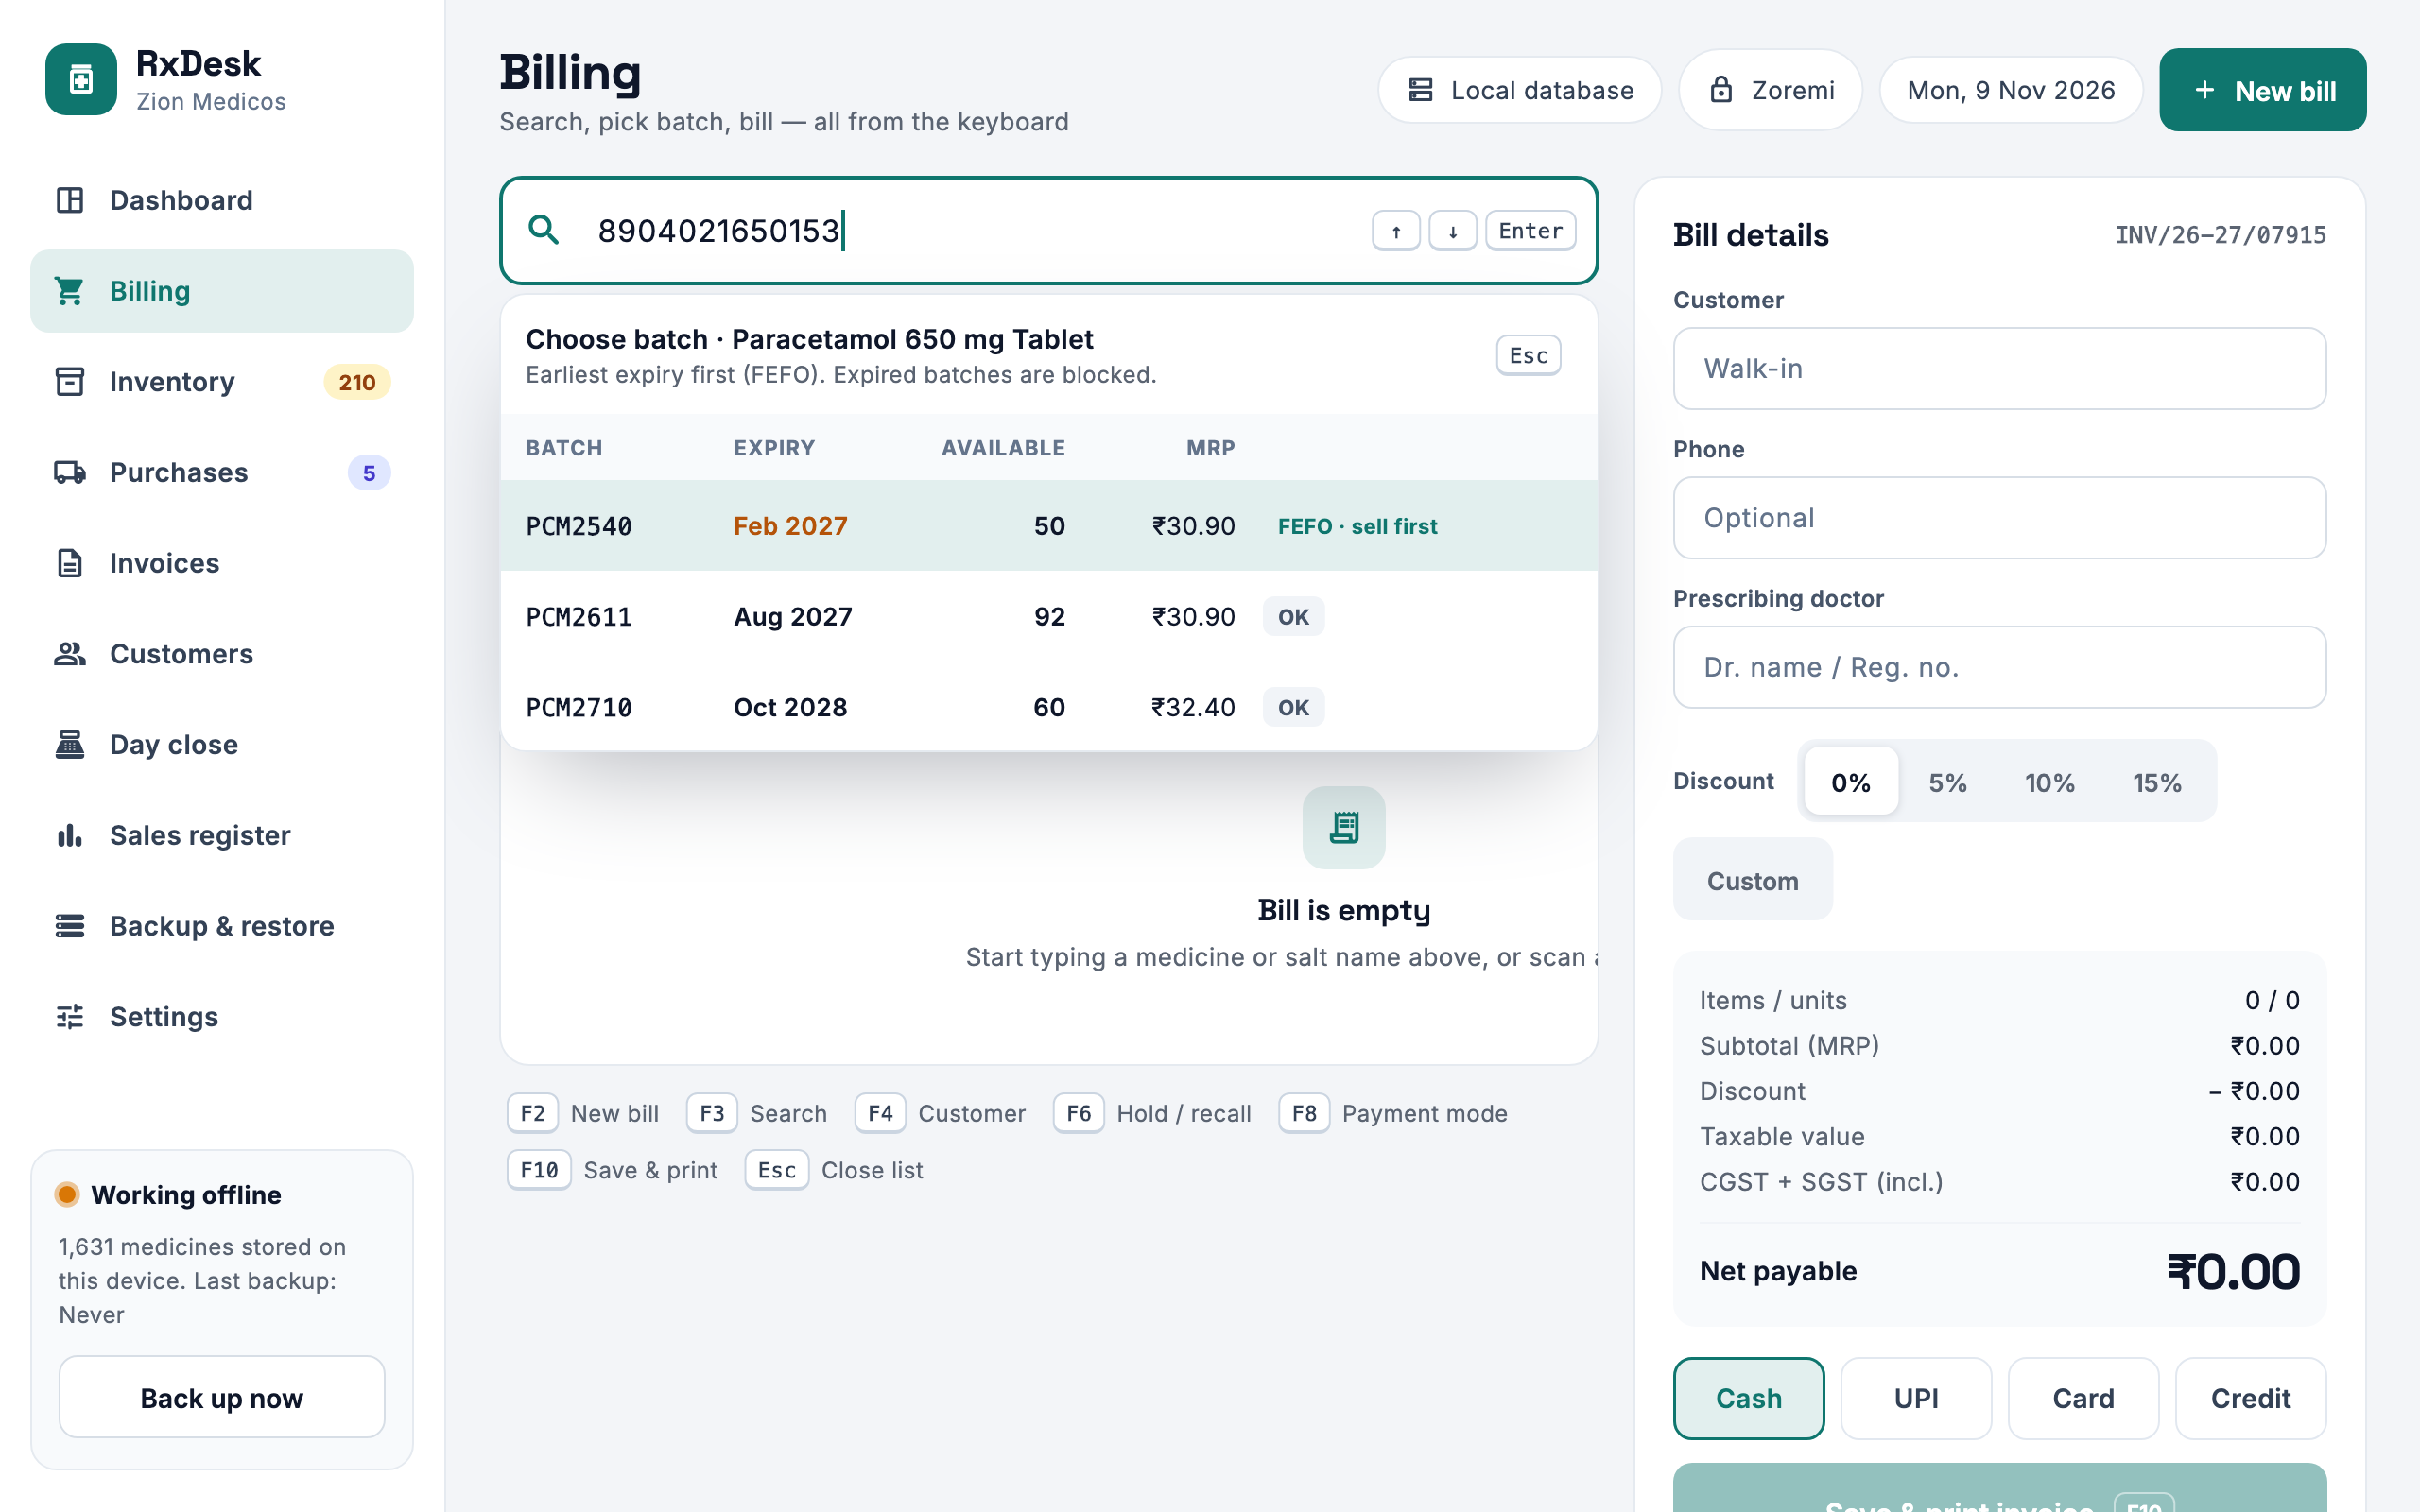 RxDesk
Zion Medicos
Dashboard
Billing
Inventory 210
Purchases 5
Invoices
Customers
Day close
Sales register
Backup & restore
Settings
Working offline
1,631 medicines stored on
this device. Last backup:
Never
Back up now
Billing
Search, pick batch, bill — all from the keyboard
Local database
Zoremi
Mon, 9 Nov 2026
+ New bill
8904021650153 ↑ ↓ Enter
Choose batch · Paracetamol 650 mg Tablet
Earliest expiry first (FEFO). Expired batches are blocked.
Esc
BATCH EXPIRY AVAILABLE MRP
PCM2540 Feb 2027 50 ₹30.90 FEFO · sell first
PCM2611 Aug 2027 92 ₹30.90 OK
PCM2710 Oct 2028 60 ₹32.40 OK
Bill is empty
Start typing a medicine or salt name above, or scan
F2 New bill F3 Search F4 Customer F6 Hold / recall F8 Payment mode
F10 Save & print Esc Close list
Bill details INV/26–27/07915
Customer
Walk-in
Phone
Optional
Prescribing doctor
Dr. name / Reg. no.
Discount 0% 5% 10% 15%
Custom
Items / units 0 / 0
Subtotal (MRP) ₹0.00
Discount – ₹0.00
Taxable value ₹0.00
CGST + SGST (incl.) ₹0.00
Net payable ₹0.00
Cash UPI Card Credit
Save & print invoice F10